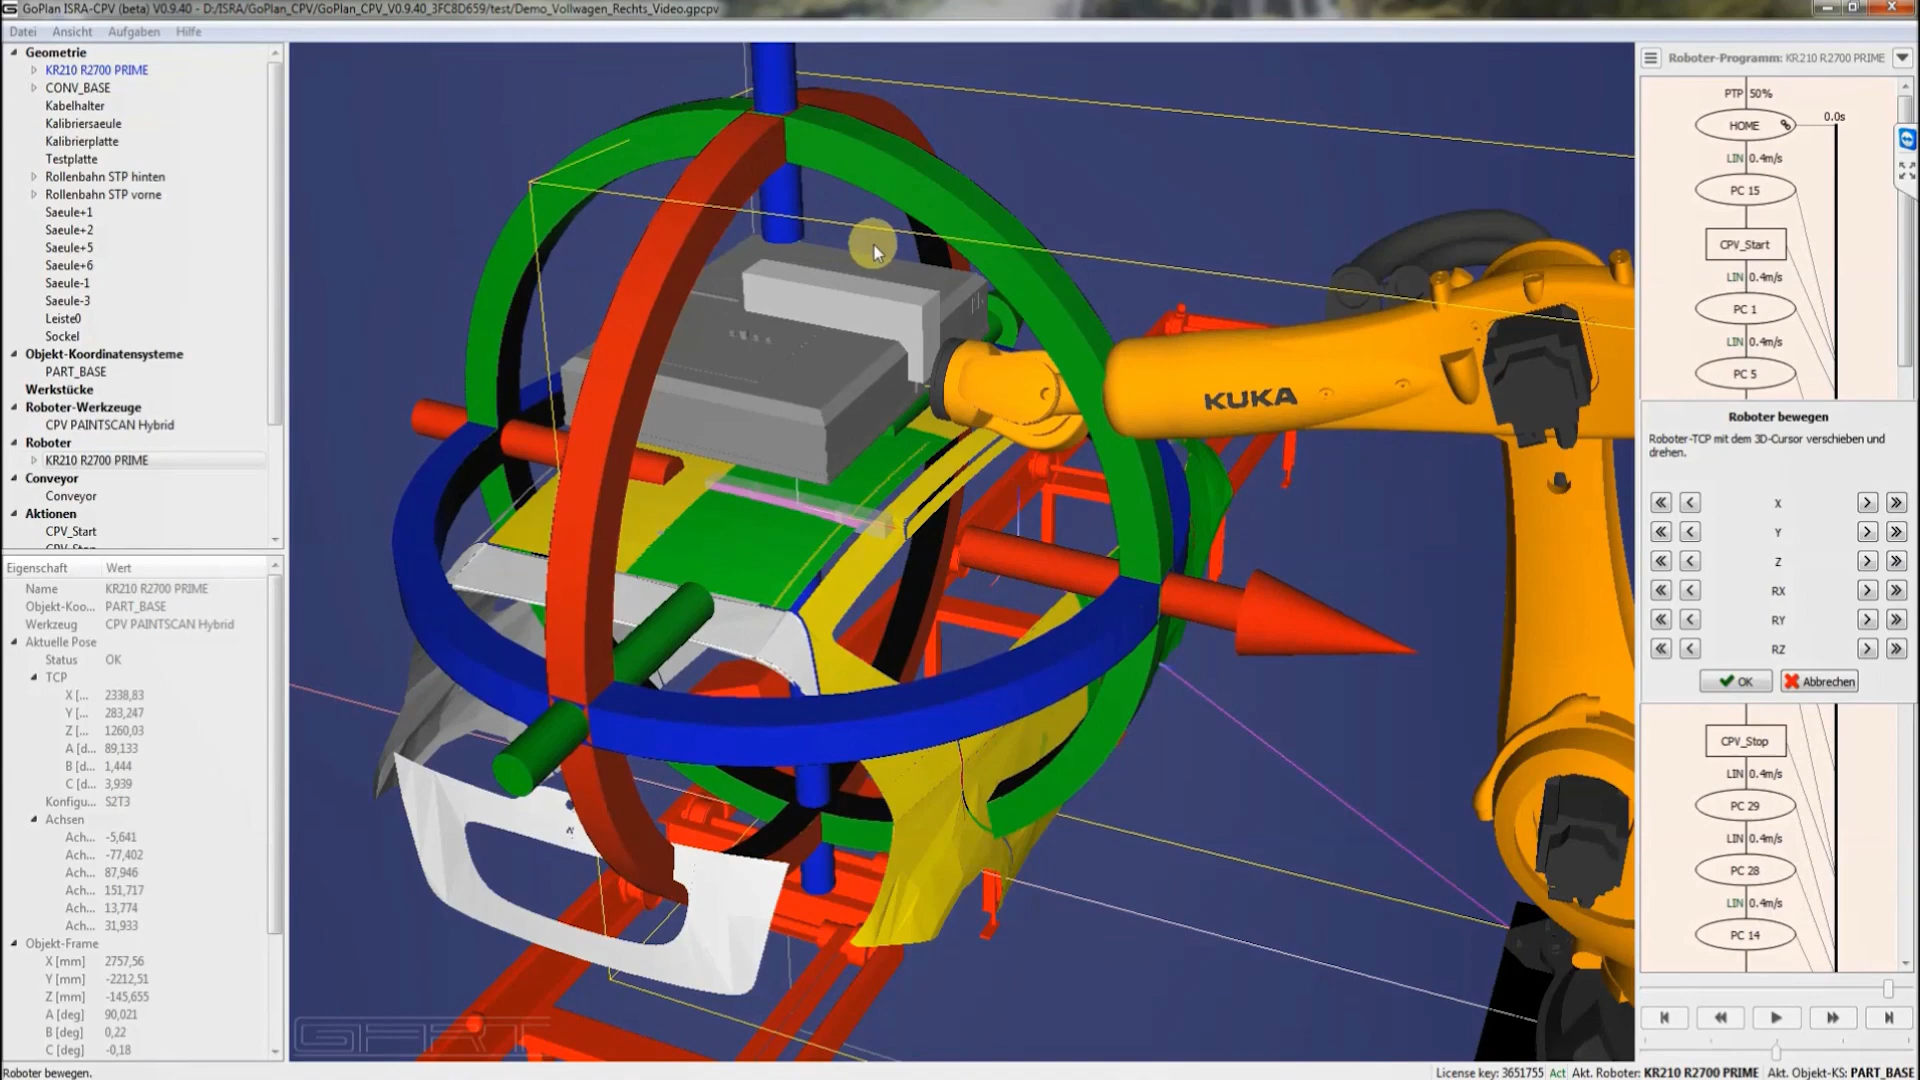 GoPlan ISRA-CPV (beta) V0.9.40 - D:/ISRA/GoPlan_CPV/GoPlan_CPV_V0.9.40_3FC8D659/test/Demo_Vollwagen_Rechts_Video.gpcpv
Datei Ansicht Aufgaben Hilfe
Geometrie
KR210 R2700 PRIME
CONV_BASE
Kabelhalter
Kalibriersaeule
Kalibrierplatte
Testplatte
Rollenbahn STP hinten
Rollenbahn STP vorne
Saeule+1
Saeule+2
Saeule+5
Saeule+6
Saeule-1
Saeule-3
Leiste0
Sockel
Objekt-Koordinatensysteme
PART_BASE
Werkstücke
Roboter-Werkzeuge
CPV PAINTSCAN Hybrid
Roboter
KR210 R2700 PRIME
Conveyor
Conveyor
Aktionen
CPV_Start
Eigenschaft Wert
Name KR210 R2700 PRIME
Objekt-Koo... PART_BASE
Werkzeug CPV PAINTSCAN Hybrid
Aktuelle Pose
Status OK
TCP
X [... 2338,83
Y [... 283,247
Z [... 1260,03
A [d... 89,133
B [d... 1,444
C [d... 3,939
Konfigu... S2T3
Achsen
Ach... -5,641
Ach... -77,402
Ach... 87,946
Ach... 151,717
Ach... 13,774
Ach... 31,933
Objekt-Frame
X [mm] 2757,56
Y [mm] -2212,51
Z [mm] -145,655
A [deg] 90,021
B [deg] 0,22
C [deg] -0,18
Roboter bewegen.
KUKA
Roboter-Programm: KR210 R2700 PRIME
PTP 50%
HOME
0.0s
LIN 0.4m/s
PC 15
CPV_Start
LIN 0.4m/s
PC 1
LIN 0.4m/s
PC 5
Roboter bewegen
Roboter-TCP mit dem 3D-Cursor verschieben und
drehen.
X
Y
Z
RX
RY
RZ
OK Abbrechen
CPV_Stop
LIN 0.4m/s
PC 29
LIN 0.4m/s
PC 28
LIN 0.4m/s
PC 14
License key: 3651755 Act Akt. Roboter: KR210 R2700 PRIME Akt. Objekt-KS: PART_BASE